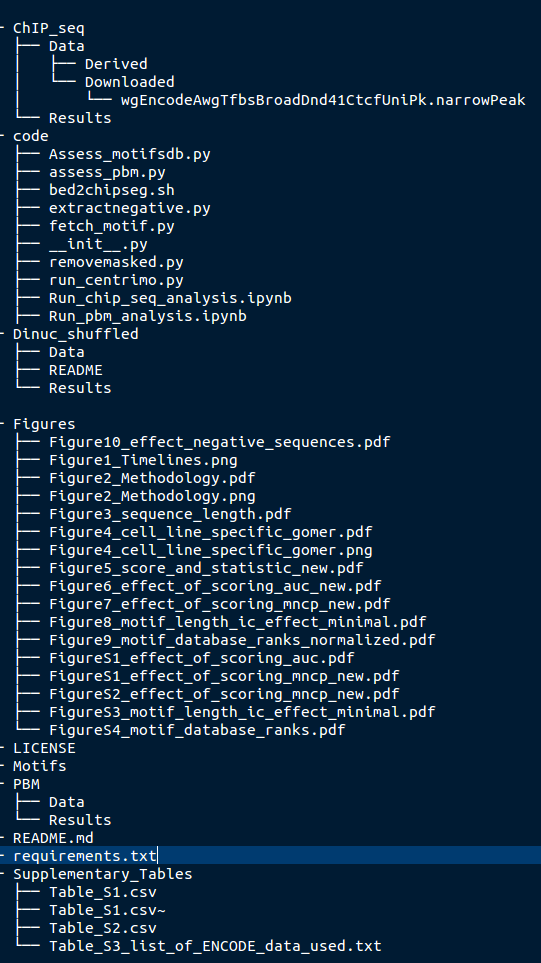 ├── ChIP_seq
│   ├── Data
│   │   ├── Derived
│   │   └── Downloaded
│   │       └── wgEncodeAwgTfbsBroadDnd41CtcfUniPk.narrowPeak
│   └── Results
├── code
│   ├── Assess_motifsdb.py
│   ├── assess_pbm.py
│   ├── bed2chipseg.sh
│   ├── extractnegative.py
│   ├── fetch_motif.py
│   ├── __init__.py
│   ├── removemasked.py
│   ├── run_centrimo.py
│   ├── Run_chip_seq_analysis.ipynb
│   ├── Run_pbm_analysis.ipynb
├── Dinuc_shuffled
│   ├── Data
│   ├── README
│   └── Results

├── Figures
│   ├── Figure10_effect_negative_sequences.pdf
│   ├── Figure1_Timelines.png
│   ├── Figure2_Methodology.pdf
│   ├── Figure2_Methodology.png
│   ├── Figure3_sequence_length.pdf
│   ├── Figure4_cell_line_specific_gomer.pdf
│   ├── Figure4_cell_line_specific_gomer.png
│   ├── Figure5_score_and_statistic_new.pdf
│   ├── Figure6_effect_of_scoring_auc_new.pdf
│   ├── Figure7_effect_of_scoring_mncp_new.pdf
│   ├── Figure8_motif_length_ic_effect_minimal.pdf
│   ├── Figure9_motif_database_ranks_normalized.pdf
│   ├── FigureS1_effect_of_scoring_auc.pdf
│   ├── FigureS1_effect_of_scoring_mncp_new.pdf
│   ├── FigureS2_effect_of_scoring_mncp_new.pdf
│   ├── FigureS3_motif_length_ic_effect_minimal.pdf
│   └── FigureS4_motif_database_ranks.pdf
├── LICENSE
├── Motifs
├── PBM
│   ├── Data
│   └── Results
├── README.md
├── requirements.txt
├── Supplementary_Tables
│   ├── Table_S1.csv
│   ├── Table_S1.csv~
│   ├── Table_S2.csv
│   └── Table_S3_list_of_ENCODE_data_used.txt